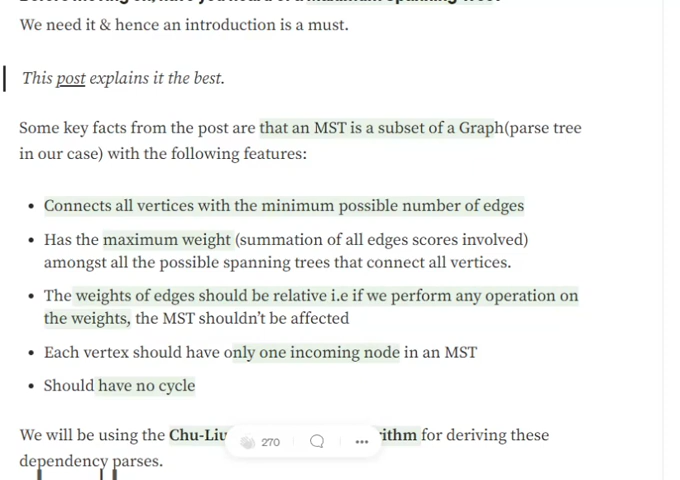 We need it & hence an introduction is a must.
This post explains it the best.
Some key facts from the post are that an MST is a subset of a Graph(parse tree
in our case) with the following features:
• Connects all vertices with the minimum possible number of edges
• Has the maximum weight (summation of all edges scores involved)
amongst all the possible spanning trees that connect all vertices.
• The weights of edges should be relative i.e if we perform any operation on
the weights, the MST shouldn’t be affected
• Each vertex should have only one incoming node in an MST
• Should have no cycle
We will be using the Chu-Liu rithm for deriving these
270
dependency parses.